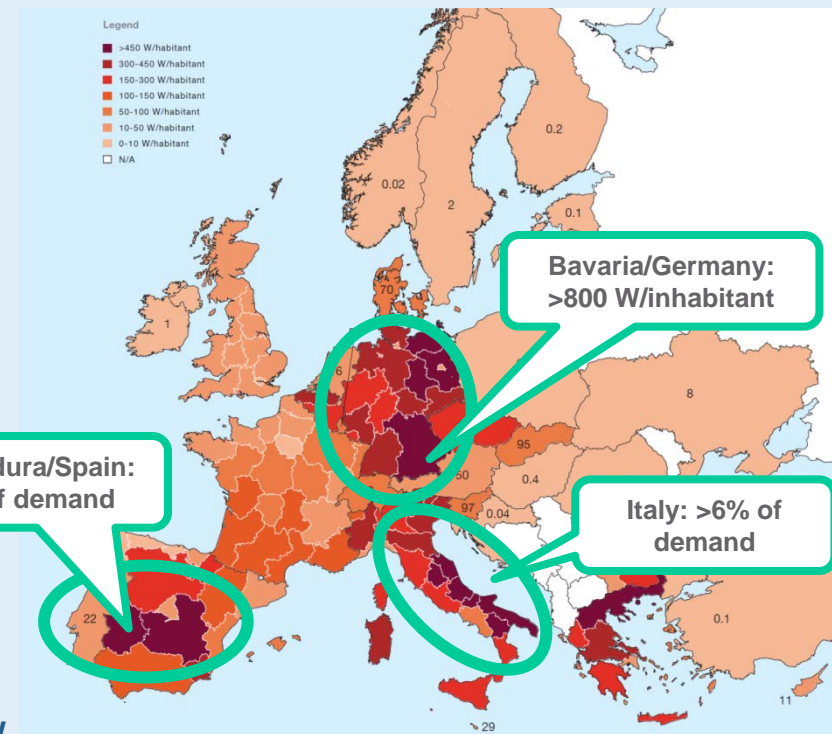 Legend
>450 W/habitant
300-450 W/habitant
150-300 W/habitant
100-150 W/habitant
50-100 W/habitant
10-50 W/habitant
0-10 W/habitant
N/A
0.2
0.02
2
0.1
Bavaria/Germany:
>800 W/inhabitant
70
1
6
8
dura/Spain:
f demand
95
50
0.4
97
0.04
Italy: >6% of
demand
22
0.1
11
29